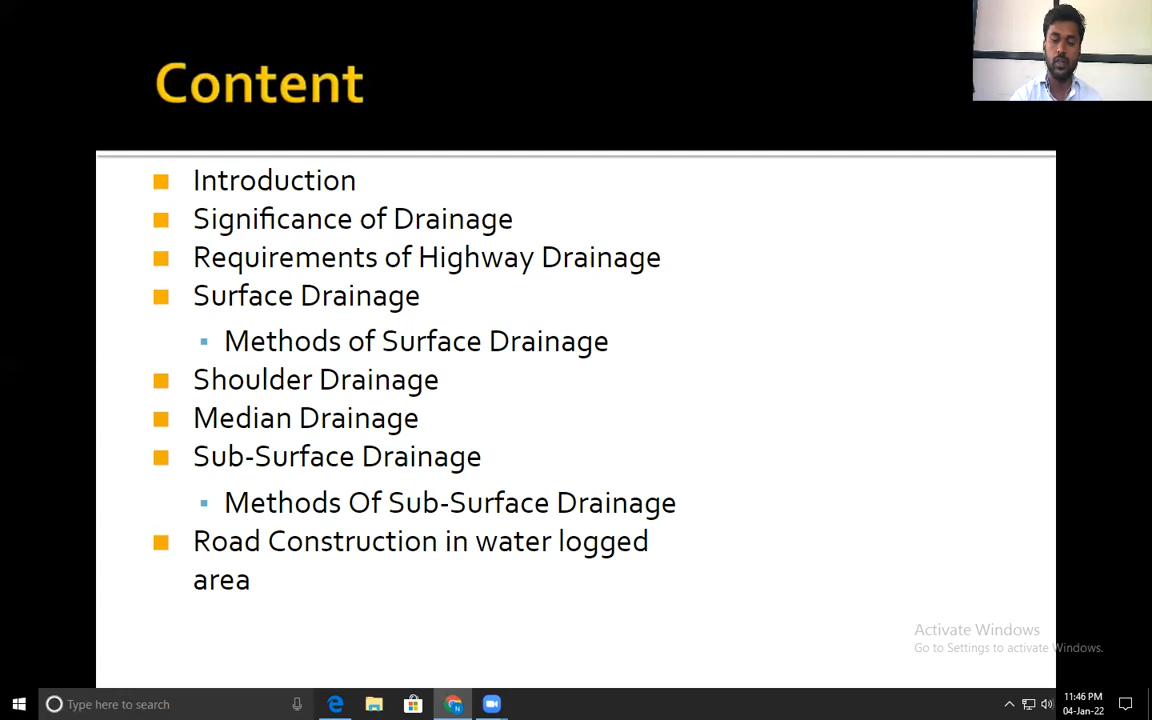 Content
Introduction
Significance of Drainage
Requirements of Highway Drainage
Surface Drainage
Methods of Surface Drainage
Shoulder Drainage
Median Drainage
Sub-Surface Drainage
Methods Of Sub-Surface Drainage
Road Construction in water logged
area
Activate Windows
Go to Settings to activate Windows.
Type here to search
11:46 PM
04-Jan-22